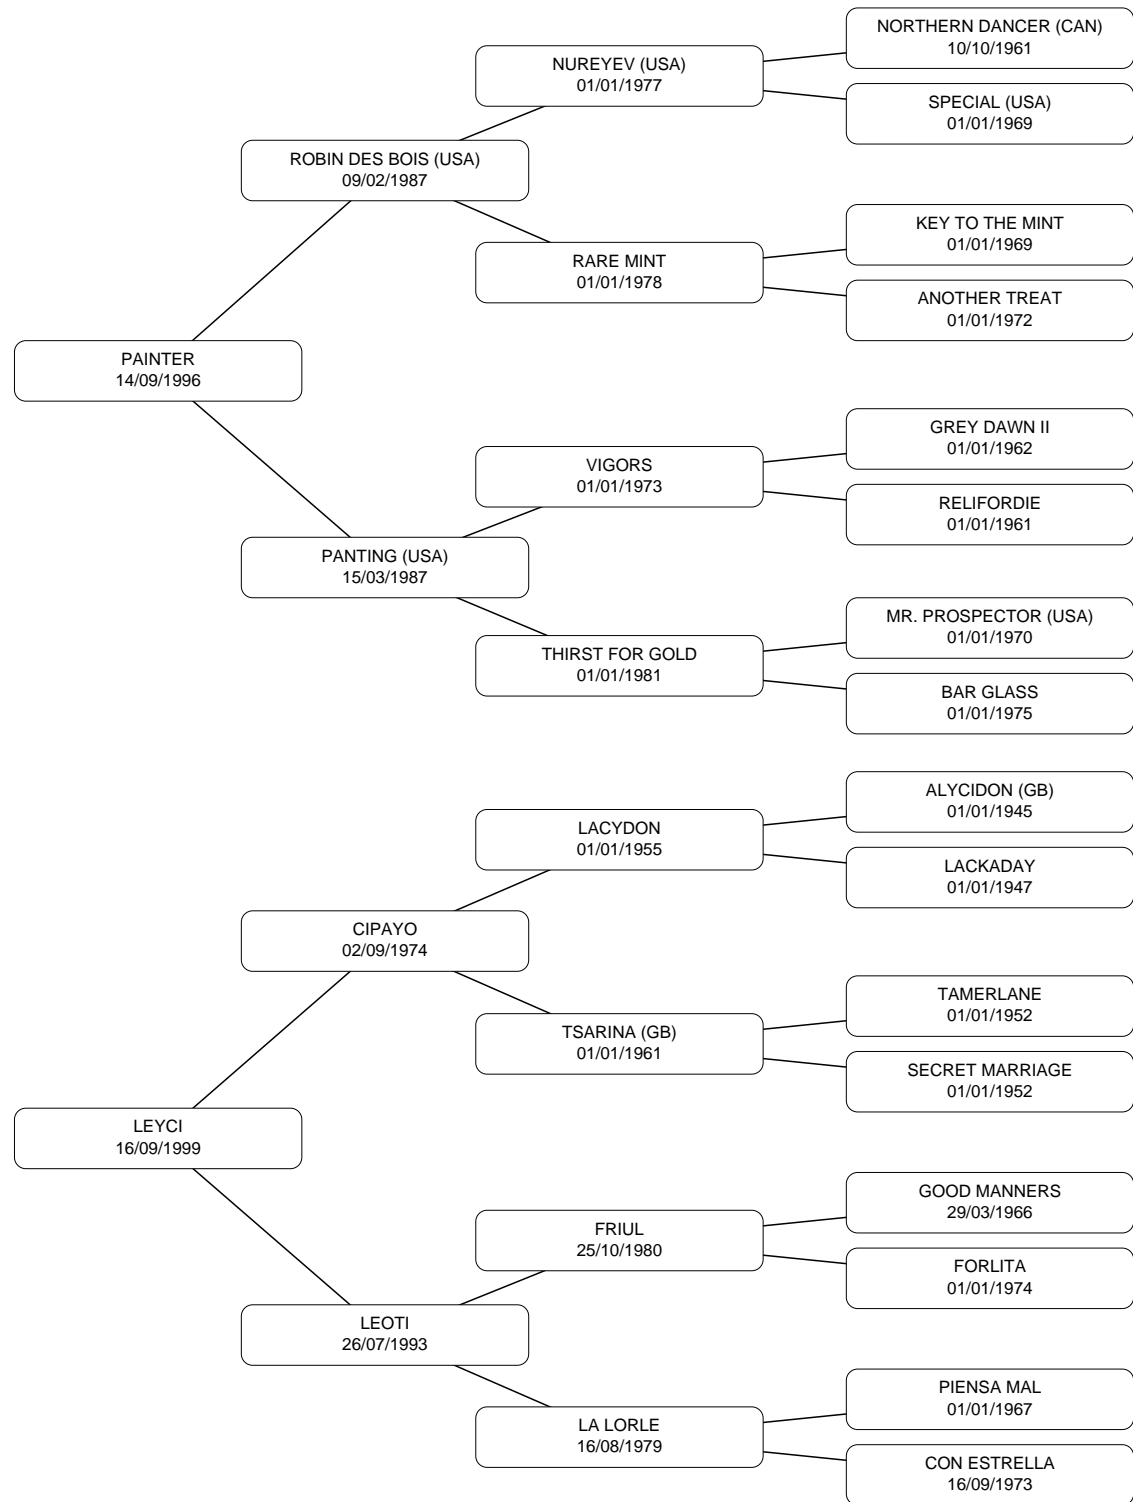 NORTHERN DANCER (CAN)
10/10/1961
NUREYEV (USA)
01/01/1977
SPECIAL (USA)
01/01/1969
ROBIN DES BOIS (USA)
09/02/1987
KEY TO THE MINT
01/01/1969
RARE MINT
01/01/1978
ANOTHER TREAT
01/01/1972
PAINTER
14/09/1996
GREY DAWN II
01/01/1962
VIGORS
01/01/1973
RELIFORDIE
01/01/1961
PANTING (USA)
15/03/1987
MR. PROSPECTOR (USA)
01/01/1970
THIRST FOR GOLD
01/01/1981
BAR GLASS
01/01/1975
ALYCIDON (GB)
01/01/1945
LACYDON
01/01/1955
LACKADAY
01/01/1947
CIPAYO
02/09/1974
TAMERLANE
01/01/1952
TSARINA (GB)
01/01/1961
SECRET MARRIAGE
01/01/1952
LEYCI
16/09/1999
GOOD MANNERS
29/03/1966
FRIUL
25/10/1980
FORLITA
01/01/1974
LEOTI
26/07/1993
PIENSA MAL
01/01/1967
LA LORLE
16/08/1979
CON ESTRELLA
16/09/1973